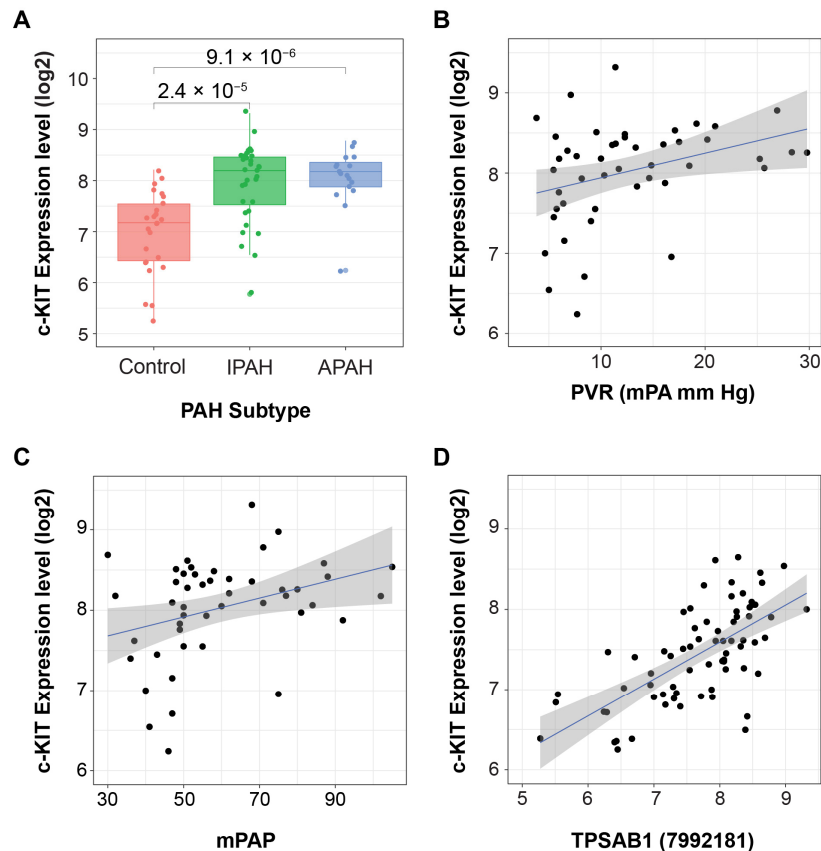 A
c-KIT Expression level (log2)
10
9
8
7
6
5
9.1 × 10⁻⁶
2.4 × 10⁻⁵
Control IPAH APAH
PAH Subtype
B
c-KIT Expression level (log2)
9
8
7
6
10 20 30
PVR (mPA mm Hg)
C
c-KIT Expression level (log2)
9
8
7
6
30 50 70 90
mPAP
D
c-KIT Expression level (log2)
9
8
7
6
5 6 7 8 9
TPSAB1 (7992181)